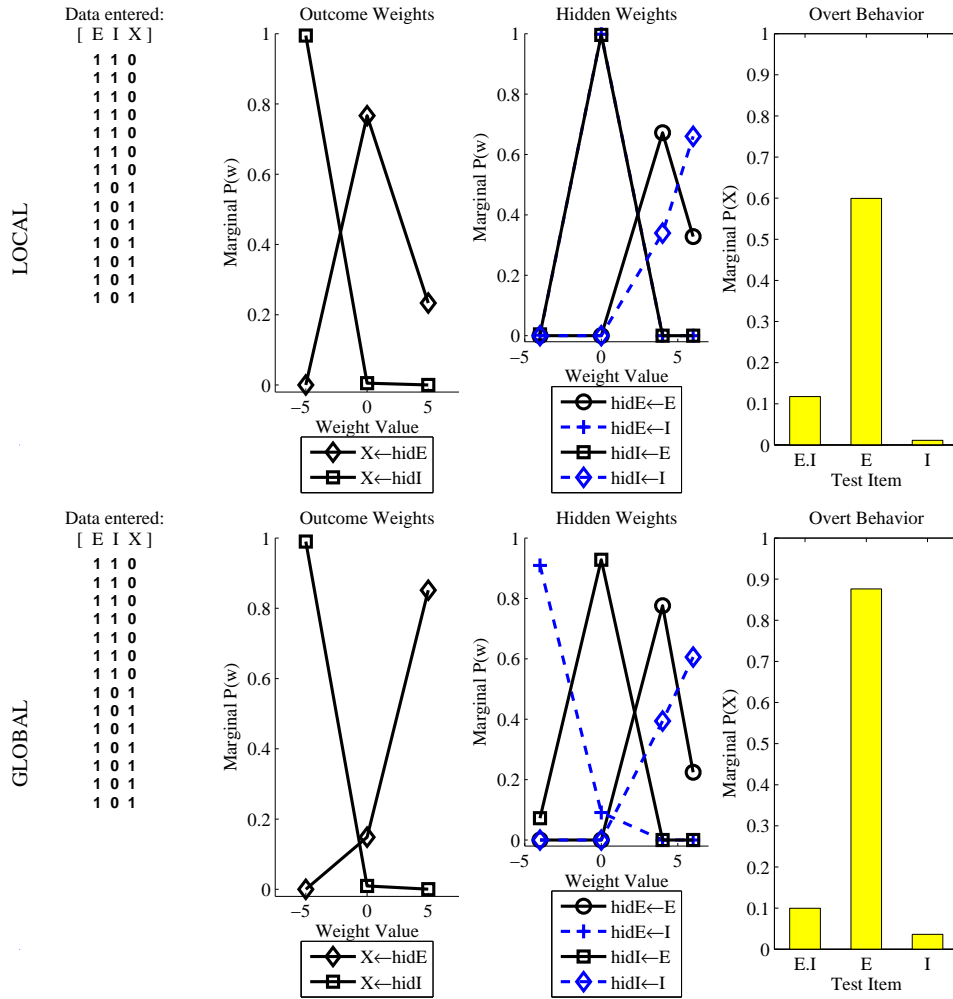 LOCAL
Data entered:
[ E I X ]
1 1 0
1 1 0
1 1 0
1 1 0
1 1 0
1 1 0
1 1 0
1 0 1
1 0 1
1 0 1
1 0 1
1 0 1
1 0 1
1 0 1
Outcome Weights
Marginal P(w)
1
0.8
0.6
0.4
0.2
0
−5 0 5
Weight Value
X←hidE
X←hidI
Hidden Weights
Marginal P(w)
1
0.8
0.6
0.4
0.2
0
−5 0 5
Weight Value
hidE←E
hidE←I
hidI←E
hidI←I
Overt Behavior
Marginal P(X)
1
0.9
0.8
0.7
0.6
0.5
0.4
0.3
0.2
0.1
0
E.I E I
Test Item
GLOBAL
Data entered:
[ E I X ]
1 1 0
1 1 0
1 1 0
1 1 0
1 1 0
1 1 0
1 1 0
1 0 1
1 0 1
1 0 1
1 0 1
1 0 1
1 0 1
1 0 1
Outcome Weights
Marginal P(w)
1
0.8
0.6
0.4
0.2
0
−5 0 5
Weight Value
X←hidE
X←hidI
Hidden Weights
Marginal P(w)
1
0.8
0.6
0.4
0.2
0
−5 0 5
Weight Value
hidE←E
hidE←I
hidI←E
hidI←I
Overt Behavior
Marginal P(X)
1
0.9
0.8
0.7
0.6
0.5
0.4
0.3
0.2
0.1
0
E.I E I
Test Item